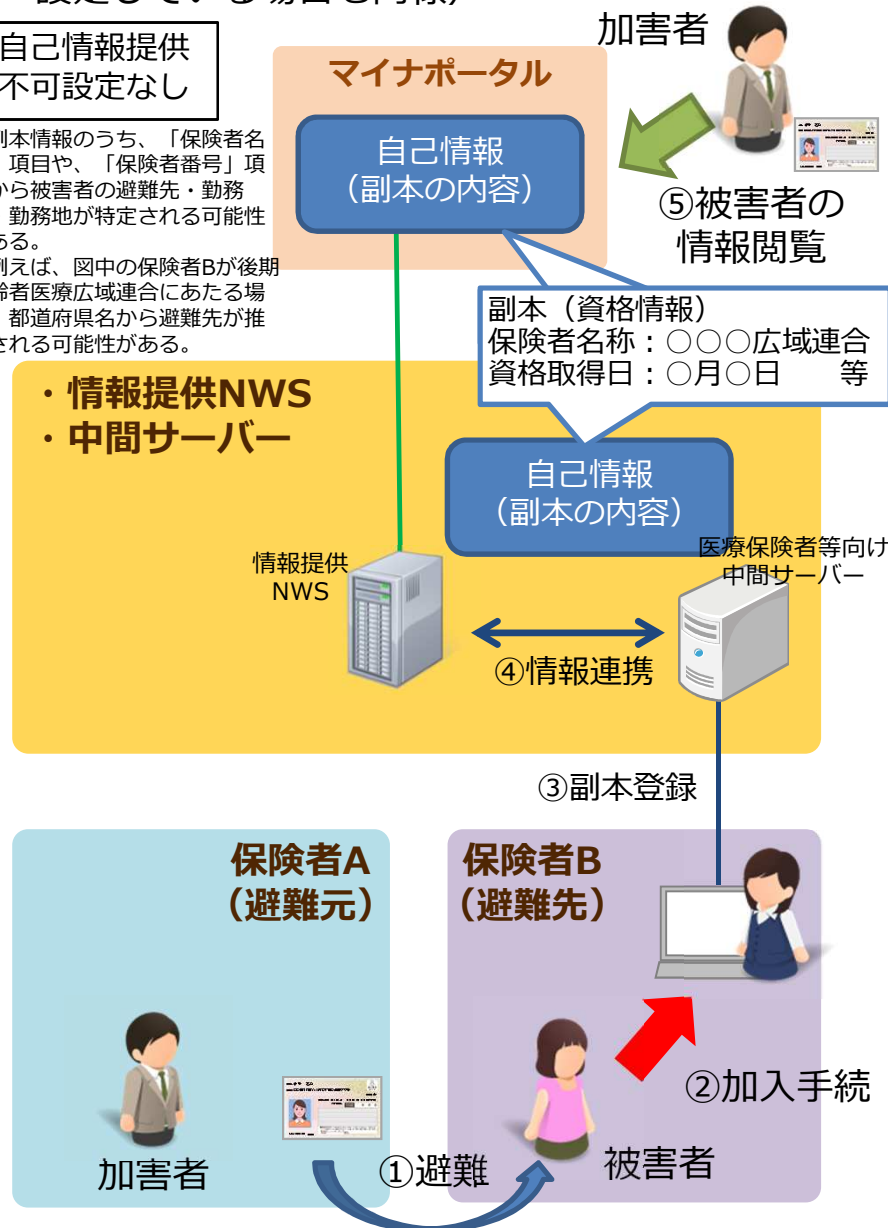 設定している場合も同様）
自己情報提供
不可設定なし
副本情報のうち、「保険者名
」項目や、「保険者番号」項
から被害者の避難先・勤務
、勤務地が特定される可能性
ある。
例えば、図中の保険者Bが後期
齢者医療広域連合にあたる場
、都道府県名から避難先が推
される可能性がある。
マイナポータル
自己情報
（副本の内容）
加害者
⑤被害者の
情報閲覧
副本（資格情報）
保険者名称：○○○広域連合
資格取得日：○月○日　等
・情報提供NWS
・中間サーバー
自己情報
（副本の内容）
情報提供
NWS
医療保険者等向け
中間サーバー
④情報連携
③副本登録
保険者A
（避難元）
保険者B
（避難先）
②加入手続
加害者
①避難
被害者